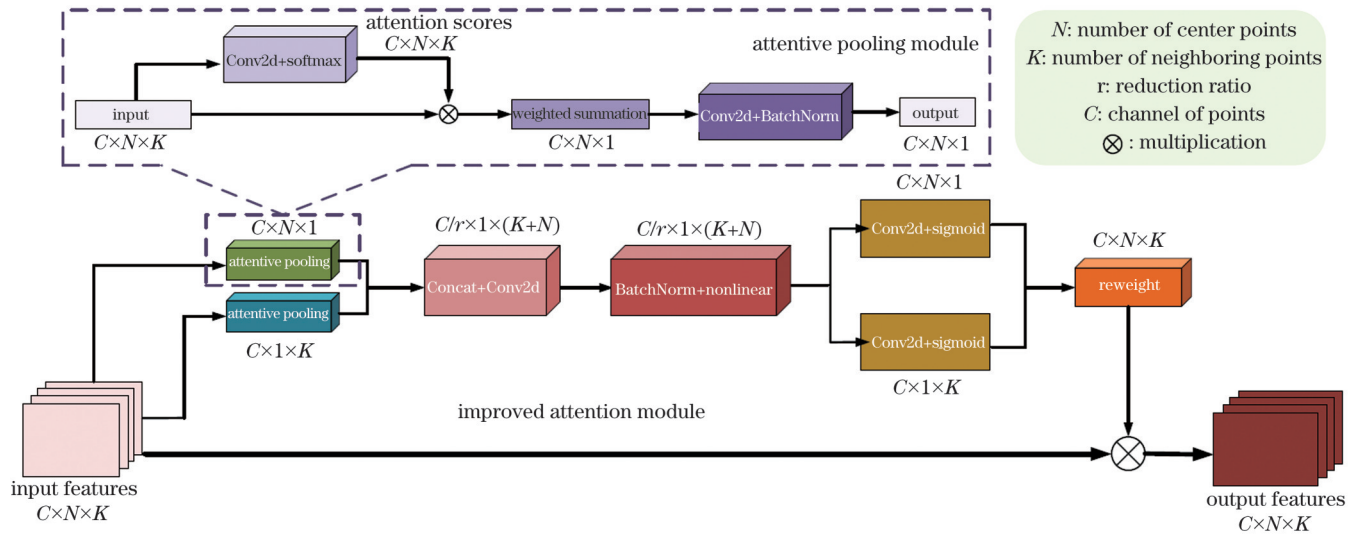 attention scores
C×N×K
Conv2d+softmax
attentive pooling module
input
C×N×K
weighted summation
C×N×1
Conv2d+BatchNorm
output
C×N×1
N: number of center points
K: number of neighboring points
r: reduction ratio
C: channel of points
⊗ : multiplication
C×N×1
attentive pooling
attentive pooling
C×1×K
C/r×1×(K+N)
Concat+Conv2d
C/r×1×(K+N)
BatchNorm+nonlinear
C×N×1
Conv2d+sigmoid
Conv2d+sigmoid
C×1×K
C×N×K
reweight
improved attention module
input features
C×N×K
output features
C×N×K